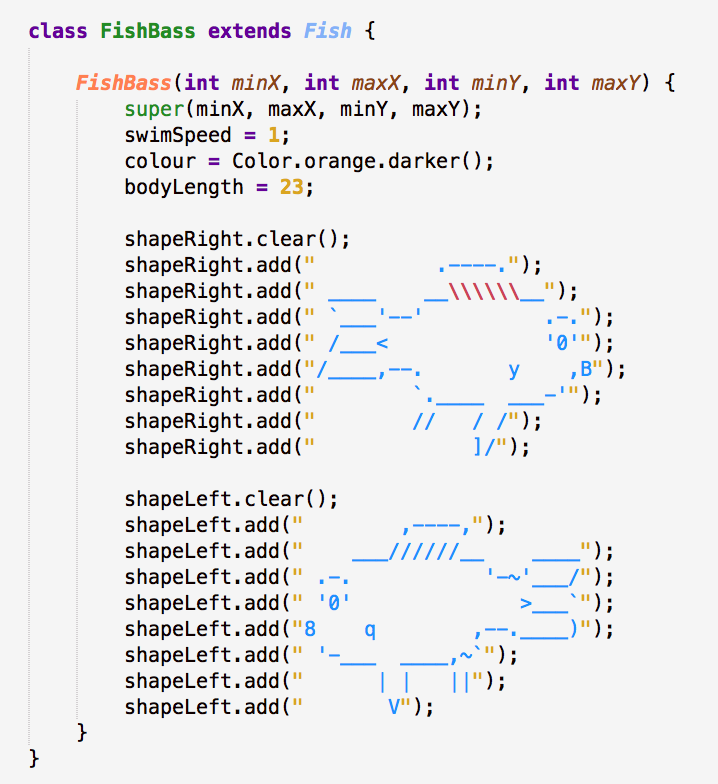 class FishBass extends Fish {

    FishBass(int minX, int maxX, int minY, int maxY) {
        super(minX, maxX, minY, maxY);
        swimSpeed = 1;
        colour = Color.orange.darker();
        bodyLength = 23;

        shapeRight.clear();
        shapeRight.add("          .----.");
        shapeRight.add(" ____    __\\\\\\__");
        shapeRight.add(" `___'--'          .-.");
        shapeRight.add(" /___<             '0'");
        shapeRight.add("/____,--.       y    ,B");
        shapeRight.add("        `.____  ___-'");
        shapeRight.add("        //   / /");
        shapeRight.add("             ]/");

        shapeLeft.clear();
        shapeLeft.add("        ,----,");
        shapeLeft.add("    ___//////__    ____");
        shapeLeft.add(" .-.           '-~'___/");
        shapeLeft.add(" '0'              >___`");
        shapeLeft.add("8    q        ,--.____)");
        shapeLeft.add(" '-___  ____,~`");
        shapeLeft.add("      | |   ||");
        shapeLeft.add("       V");
    }
}